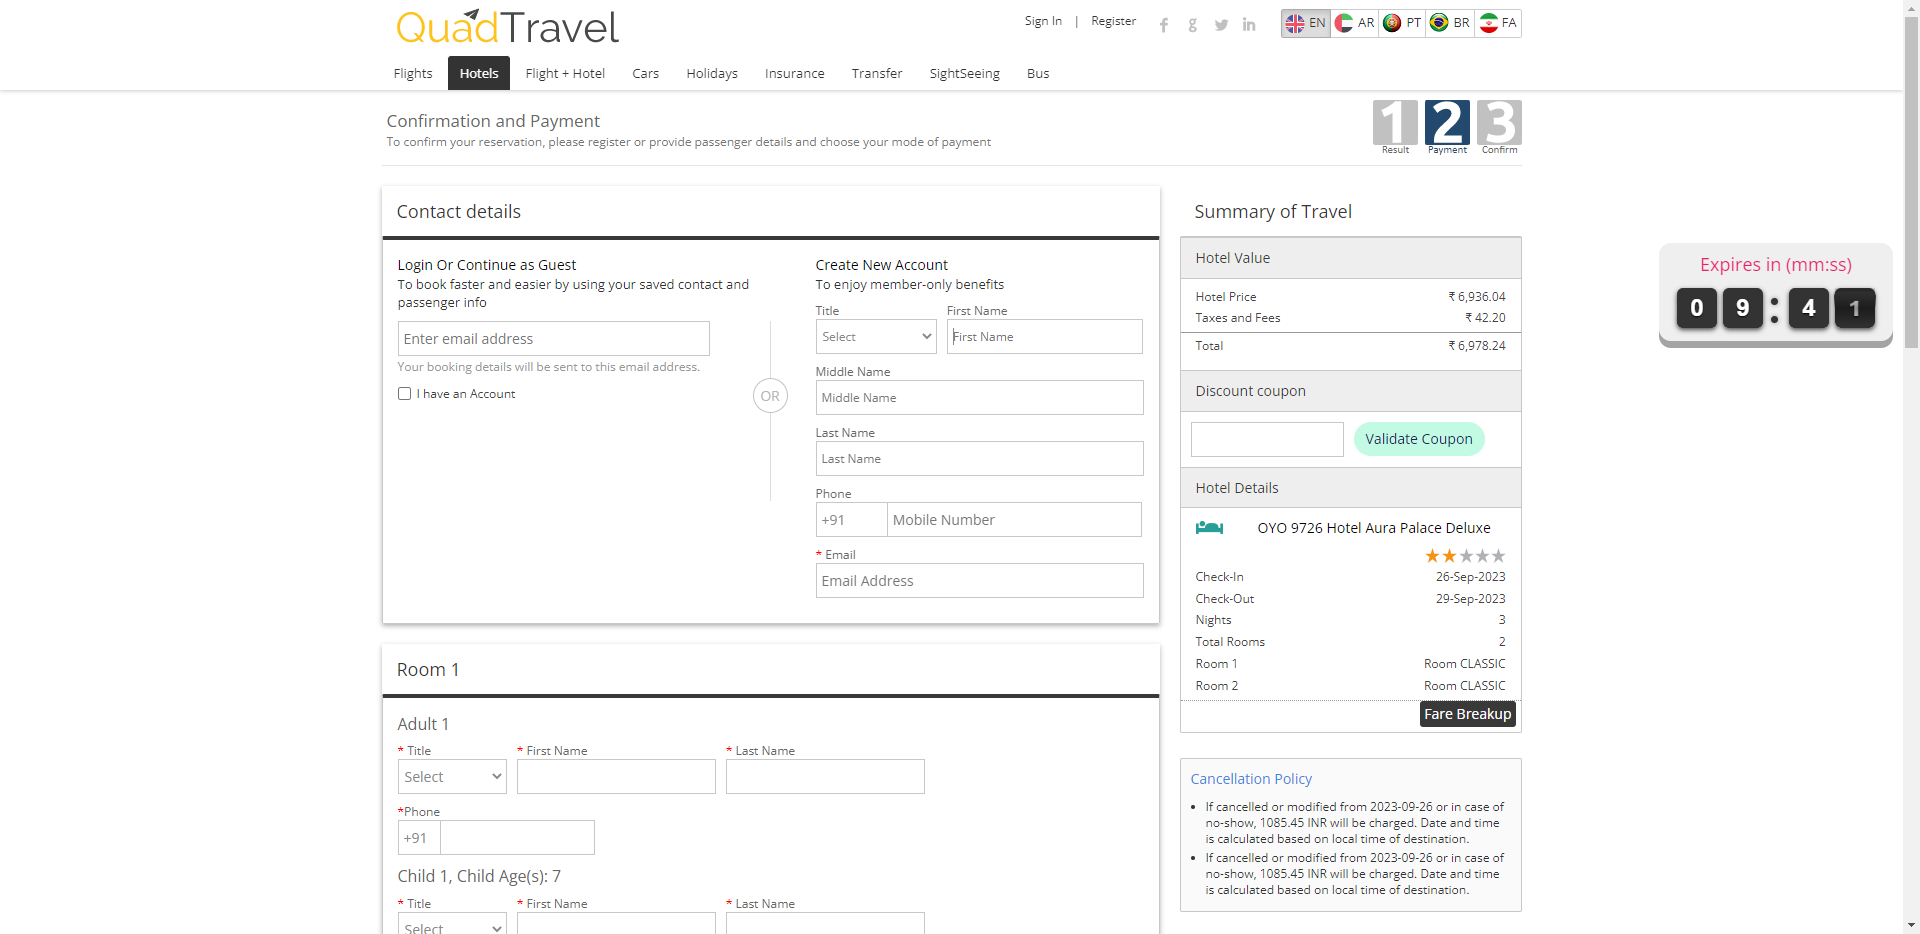 QuadTravel
Sign In | Register
EN AR PT BR FA
Flights Hotels Flight + Hotel Cars Holidays Insurance Transfer SightSeeing Bus
Confirmation and Payment
To confirm your reservation, please register or provide passenger details and choose your mode of payment
1 2 3
Result Payment Confirm
Contact details
Login Or Continue as Guest
To book faster and easier by using your saved contact and
passenger info
Enter email address
Your booking details will be sent to this email address.
I have an Account
OR
Create New Account
To enjoy member-only benefits
Title First Name
Select First Name
Middle Name
Middle Name
Last Name
Last Name
Phone
+91 Mobile Number
* Email
Email Address
Room 1
Adult 1
* Title * First Name * Last Name
Select
*Phone
+91
Child 1, Child Age(s): 7
* Title * First Name * Last Name
Select
Summary of Travel
Hotel Value
Hotel Price ₹ 6,936.04
Taxes and Fees ₹ 42.20
Total ₹ 6,978.24
Discount coupon
Validate Coupon
Hotel Details
OYO 9726 Hotel Aura Palace Deluxe
Check-In 26-Sep-2023
Check-Out 29-Sep-2023
Nights 3
Total Rooms 2
Room 1 Room CLASSIC
Room 2 Room CLASSIC
Fare Breakup
Cancellation Policy
If cancelled or modified from 2023-09-26 or in case of
no-show, 1085.45 INR will be charged. Date and time
is calculated based on local time of destination.
If cancelled or modified from 2023-09-26 or in case of
no-show, 1085.45 INR will be charged. Date and time
is calculated based on local time of destination.
Expires in (mm:ss)
09:41